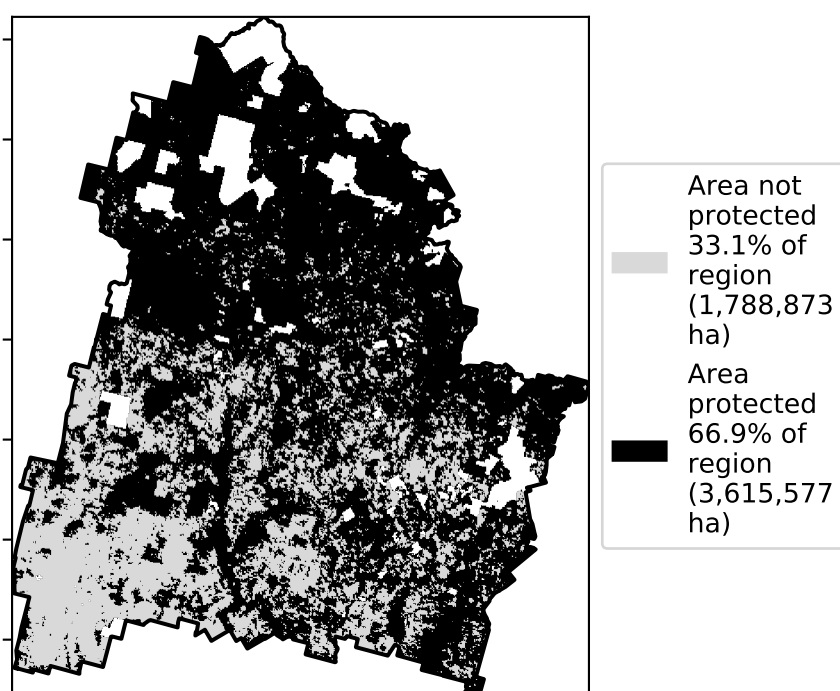 Area not
protected
33.1% of
region
(1,788,873
ha)
Area
protected
66.9% of
region
(3,615,577
ha)